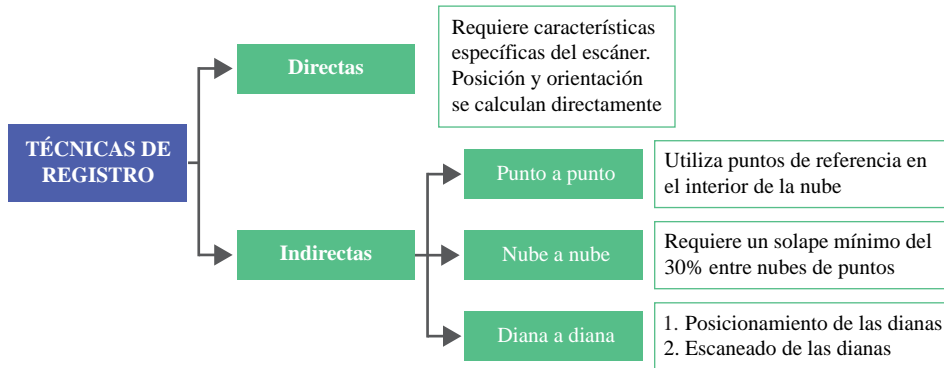 TÉCNICAS DE
REGISTRO
Directas
Requiere características
específicas del escáner.
Posición y orientación
se calculan directamente
Indirectas
Punto a punto
Utiliza puntos de referencia en
el interior de la nube
Nube a nube
Requiere un solape mínimo del
30% entre nubes de puntos
Diana a diana
1. Posicionamiento de las dianas
2. Escaneado de las dianas